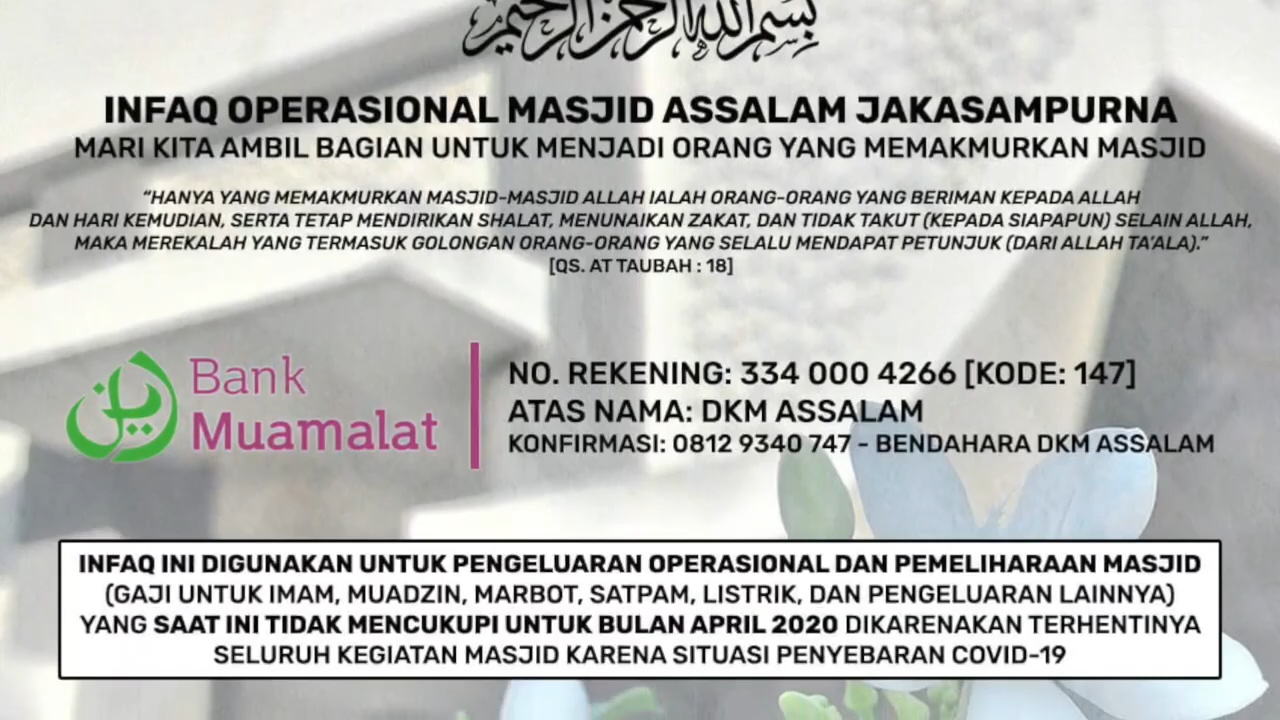 بسم الله الرحمن الرحيم
INFAQ OPERASIONAL MASJID ASSALAM JAKASAMPURNA
MARI KITA AMBIL BAGIAN UNTUK MENJADI ORANG YANG MEMAKMURKAN MASJID
“HANYA YANG MEMAKMURKAN MASJID-MASJID ALLAH IALAH ORANG-ORANG YANG BERIMAN KEPADA ALLAH
DAN HARI KEMUDIAN, SERTA TETAP MENDIRIKAN SHALAT, MENUNAIKAN ZAKAT, DAN TIDAK TAKUT (KEPADA SIAPAPUN) SELAIN ALLAH,
MAKA MEREKALAH YANG TERMASUK GOLONGAN ORANG-ORANG YANG SELALU MENDAPAT PETUNJUK (DARI ALLAH TA’ALA).”
[QS. AT TAUBAH : 18]
Bank
Muamalat
NO. REKENING: 334 000 4266 [KODE: 147]
ATAS NAMA: DKM ASSALAM
KONFIRMASI: 0812 9340 747 - BENDAHARA DKM ASSALAM
INFAQ INI DIGUNAKAN UNTUK PENGELUARAN OPERASIONAL DAN PEMELIHARAAN MASJID
(GAJI UNTUK IMAM, MUADZIN, MARBOT, SATPAM, LISTRIK, DAN PENGELUARAN LAINNYA)
YANG SAAT INI TIDAK MENCUKUPI UNTUK BULAN APRIL 2020 DIKARENAKAN TERHENTINYA
SELURUH KEGIATAN MASJID KARENA SITUASI PENYEBARAN COVID-19